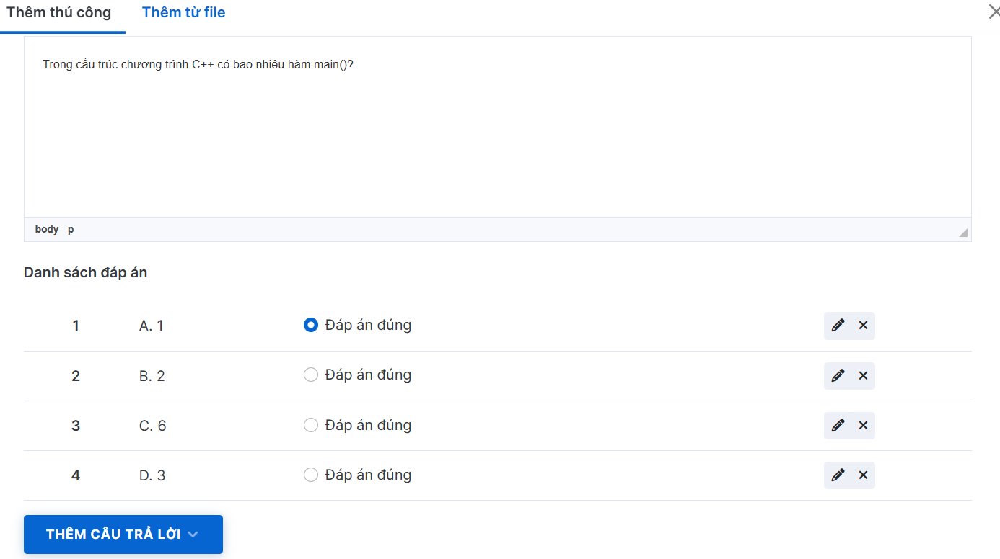 Thêm thủ công Thêm từ file
Trong cấu trúc chương trình C++ có bao nhiêu hàm main()?
body p
Danh sách đáp án
1 A. 1 Đáp án đúng
2 B. 2 Đáp án đúng
3 C. 6 Đáp án đúng
4 D. 3 Đáp án đúng
THÊM CÂU TRẢ LỜI